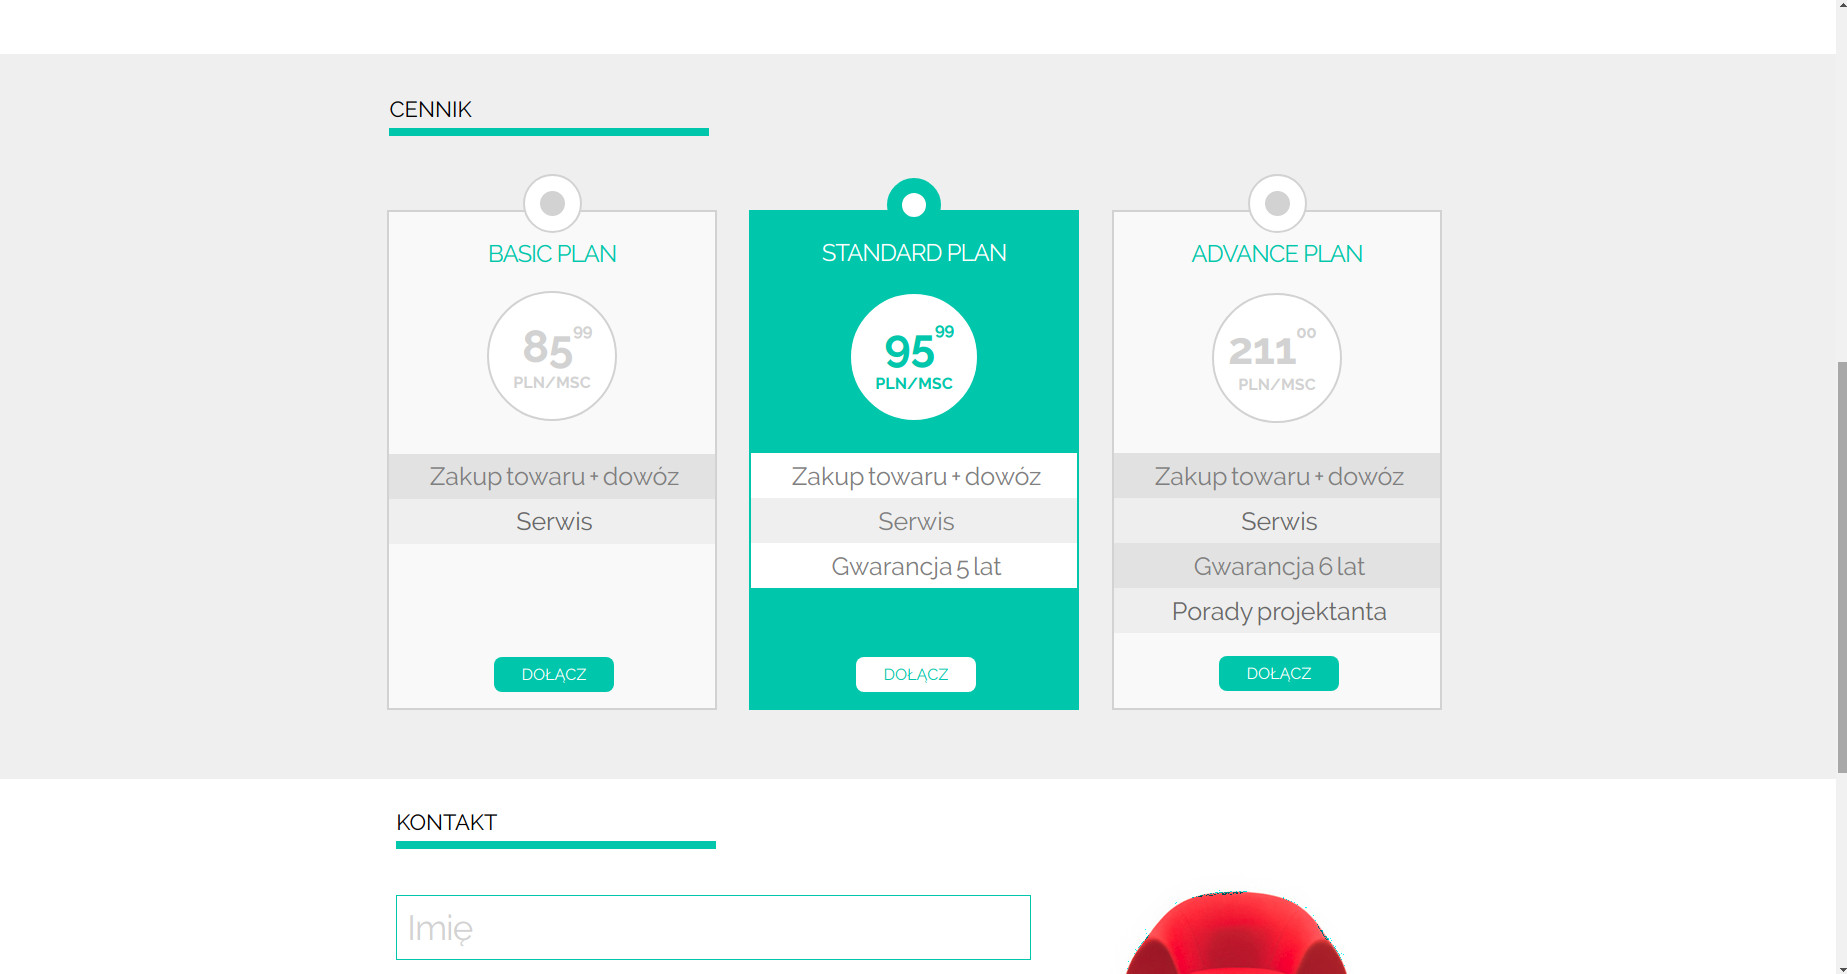 CENNIK
BASIC PLAN
85 99
PLN/MSC
Zakup towaru + dowóz
Serwis
DOŁĄCZ
STANDARD PLAN
95 99
PLN/MSC
Zakup towaru + dowóz
Serwis
Gwarancja 5 lat
DOŁĄCZ
ADVANCE PLAN
211 00
PLN/MSC
Zakup towaru + dowóz
Serwis
Gwarancja 6 lat
Porady projektanta
DOŁĄCZ
KONTAKT
Imię